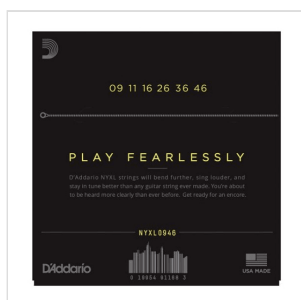 09 11 16 26 36 46
PLAY FEARLESSLY
D'Addario NYXL strings will bend further, sing louder, and
stay in tune better than any guitar string ever made. You're about
to be heard more clearly than ever before. Get ready for an encore.
NYXL0946
D'Addario
USA MADE